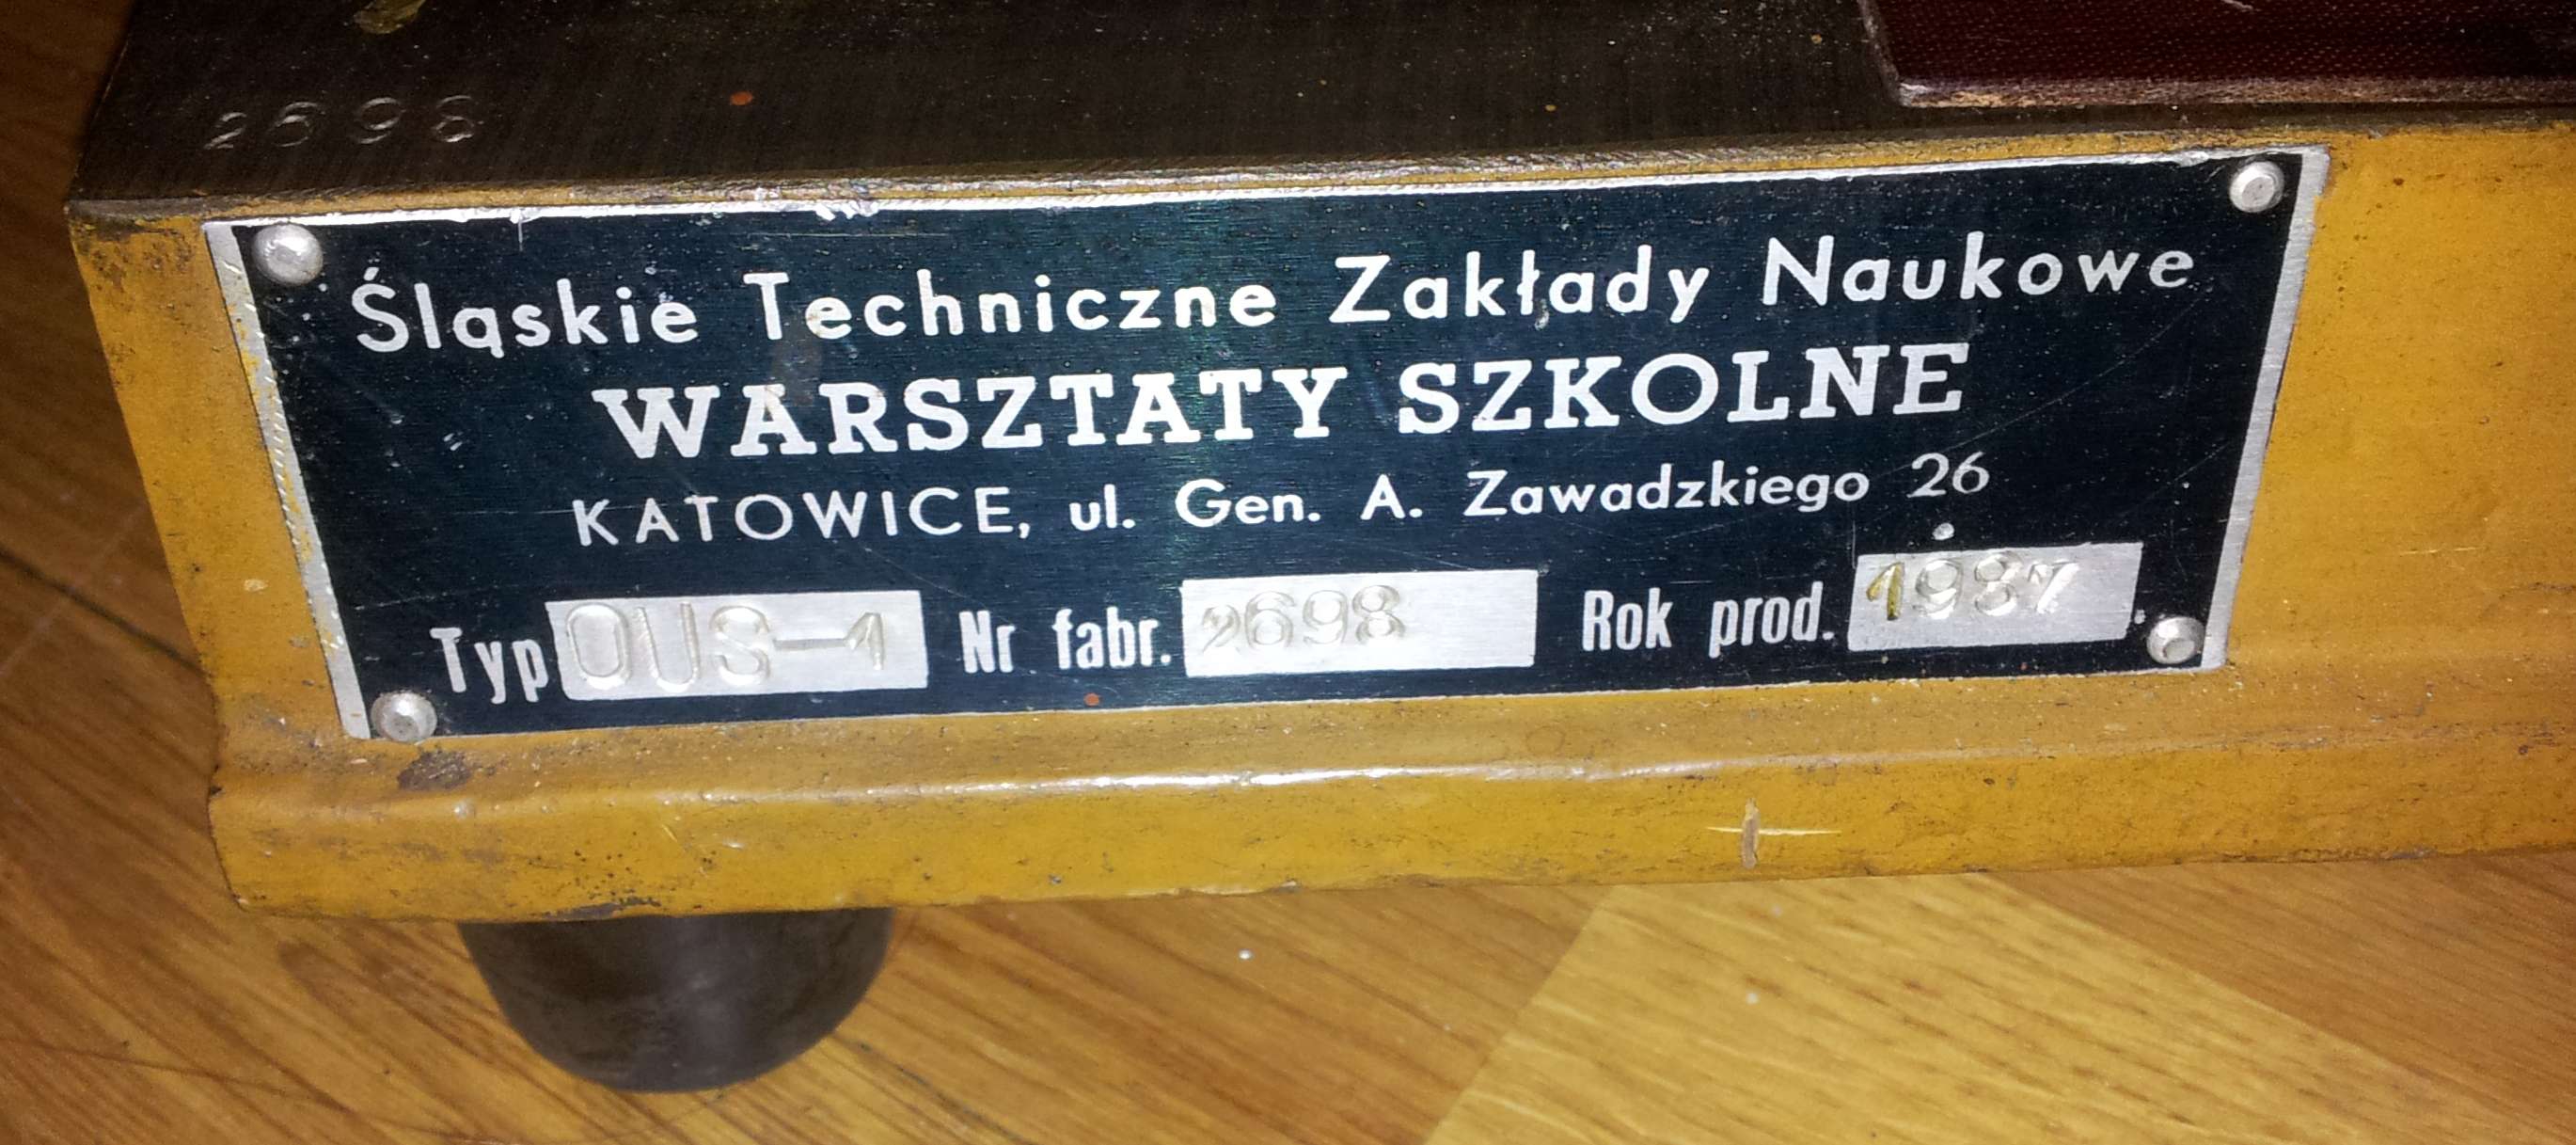 2698
Śląskie Techniczne Zakłady Naukowe
WARSZTATY SZKOLNE
KATOWICE, ul. Gen. A. Zawadzkiego 26
Typ OUS-1 Nr fabr. 2698 Rok prod. 1987.